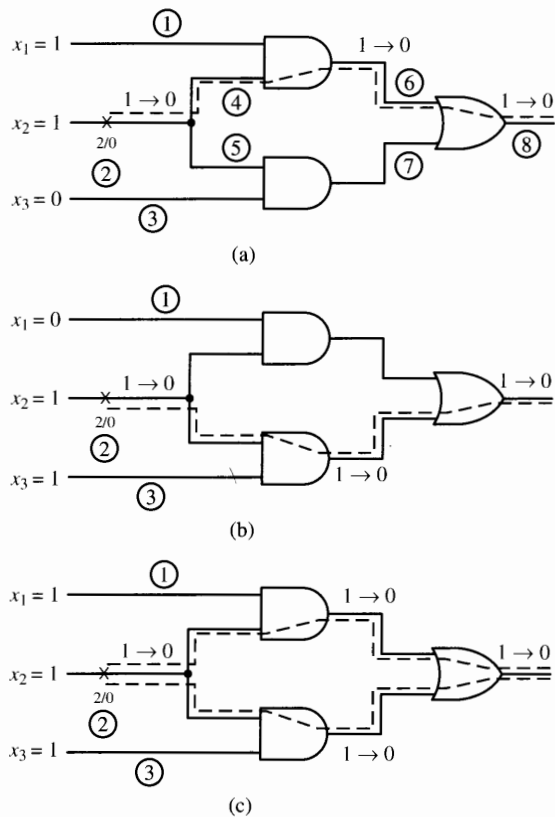 ①
x₁ = 1
1 → 0
1 → 0
④
⑥
1 → 0
x₂ = 1
2/0
②
⑤
⑦
⑧
x₃ = 0
③
(a)
①
x₁ = 0
1 → 0
1 → 0
x₂ = 1
2/0
②
x₃ = 1
1 → 0
③
(b)
①
x₁ = 1
1 → 0
1 → 0
1 → 0
x₂ = 1
2/0
②
x₃ = 1
1 → 0
③
(c)